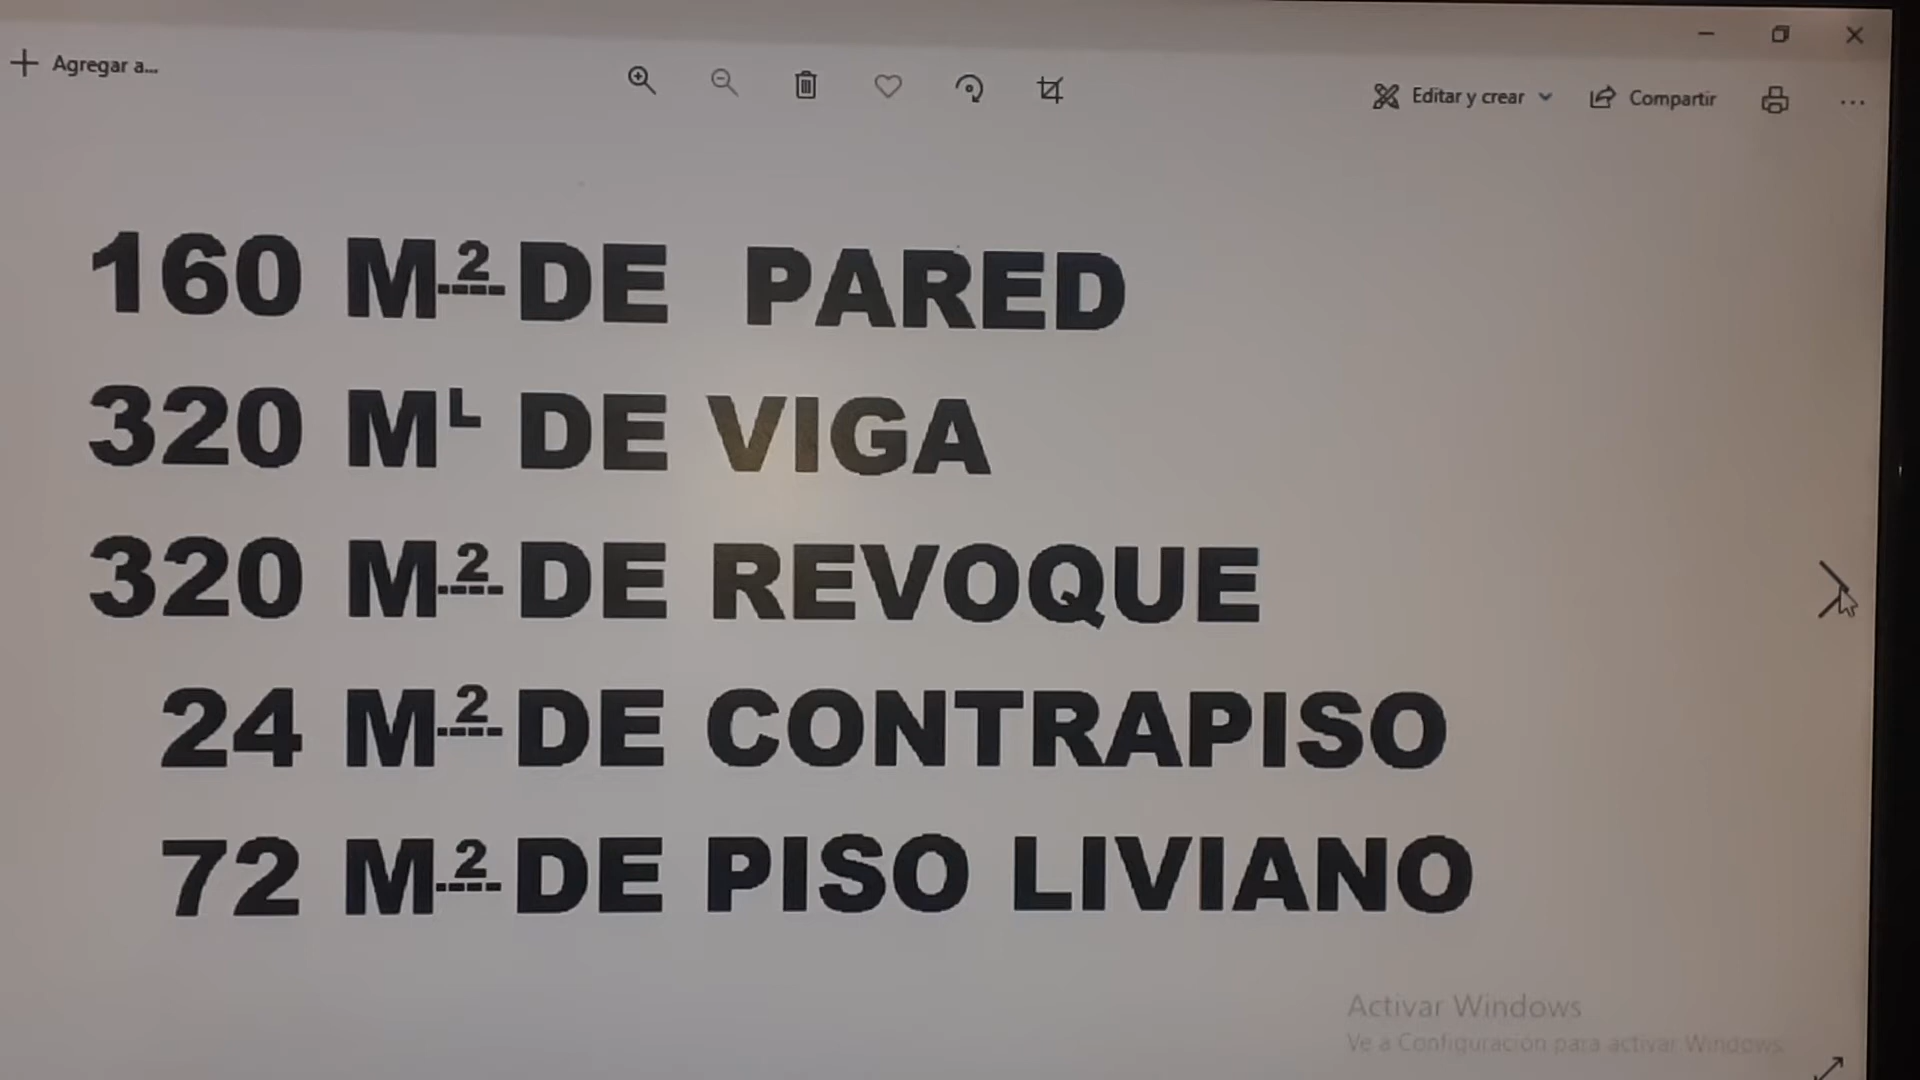 Agregar a...
Editar y crear
Compartir
160 M² DE PARED
320 Mᴸ DE VIGA
320 M² DE REVOQUE
24 M² DE CONTRAPISO
72 M² DE PISO LIVIANO
Activar Windows
Ve a Configuración para activar Windows.